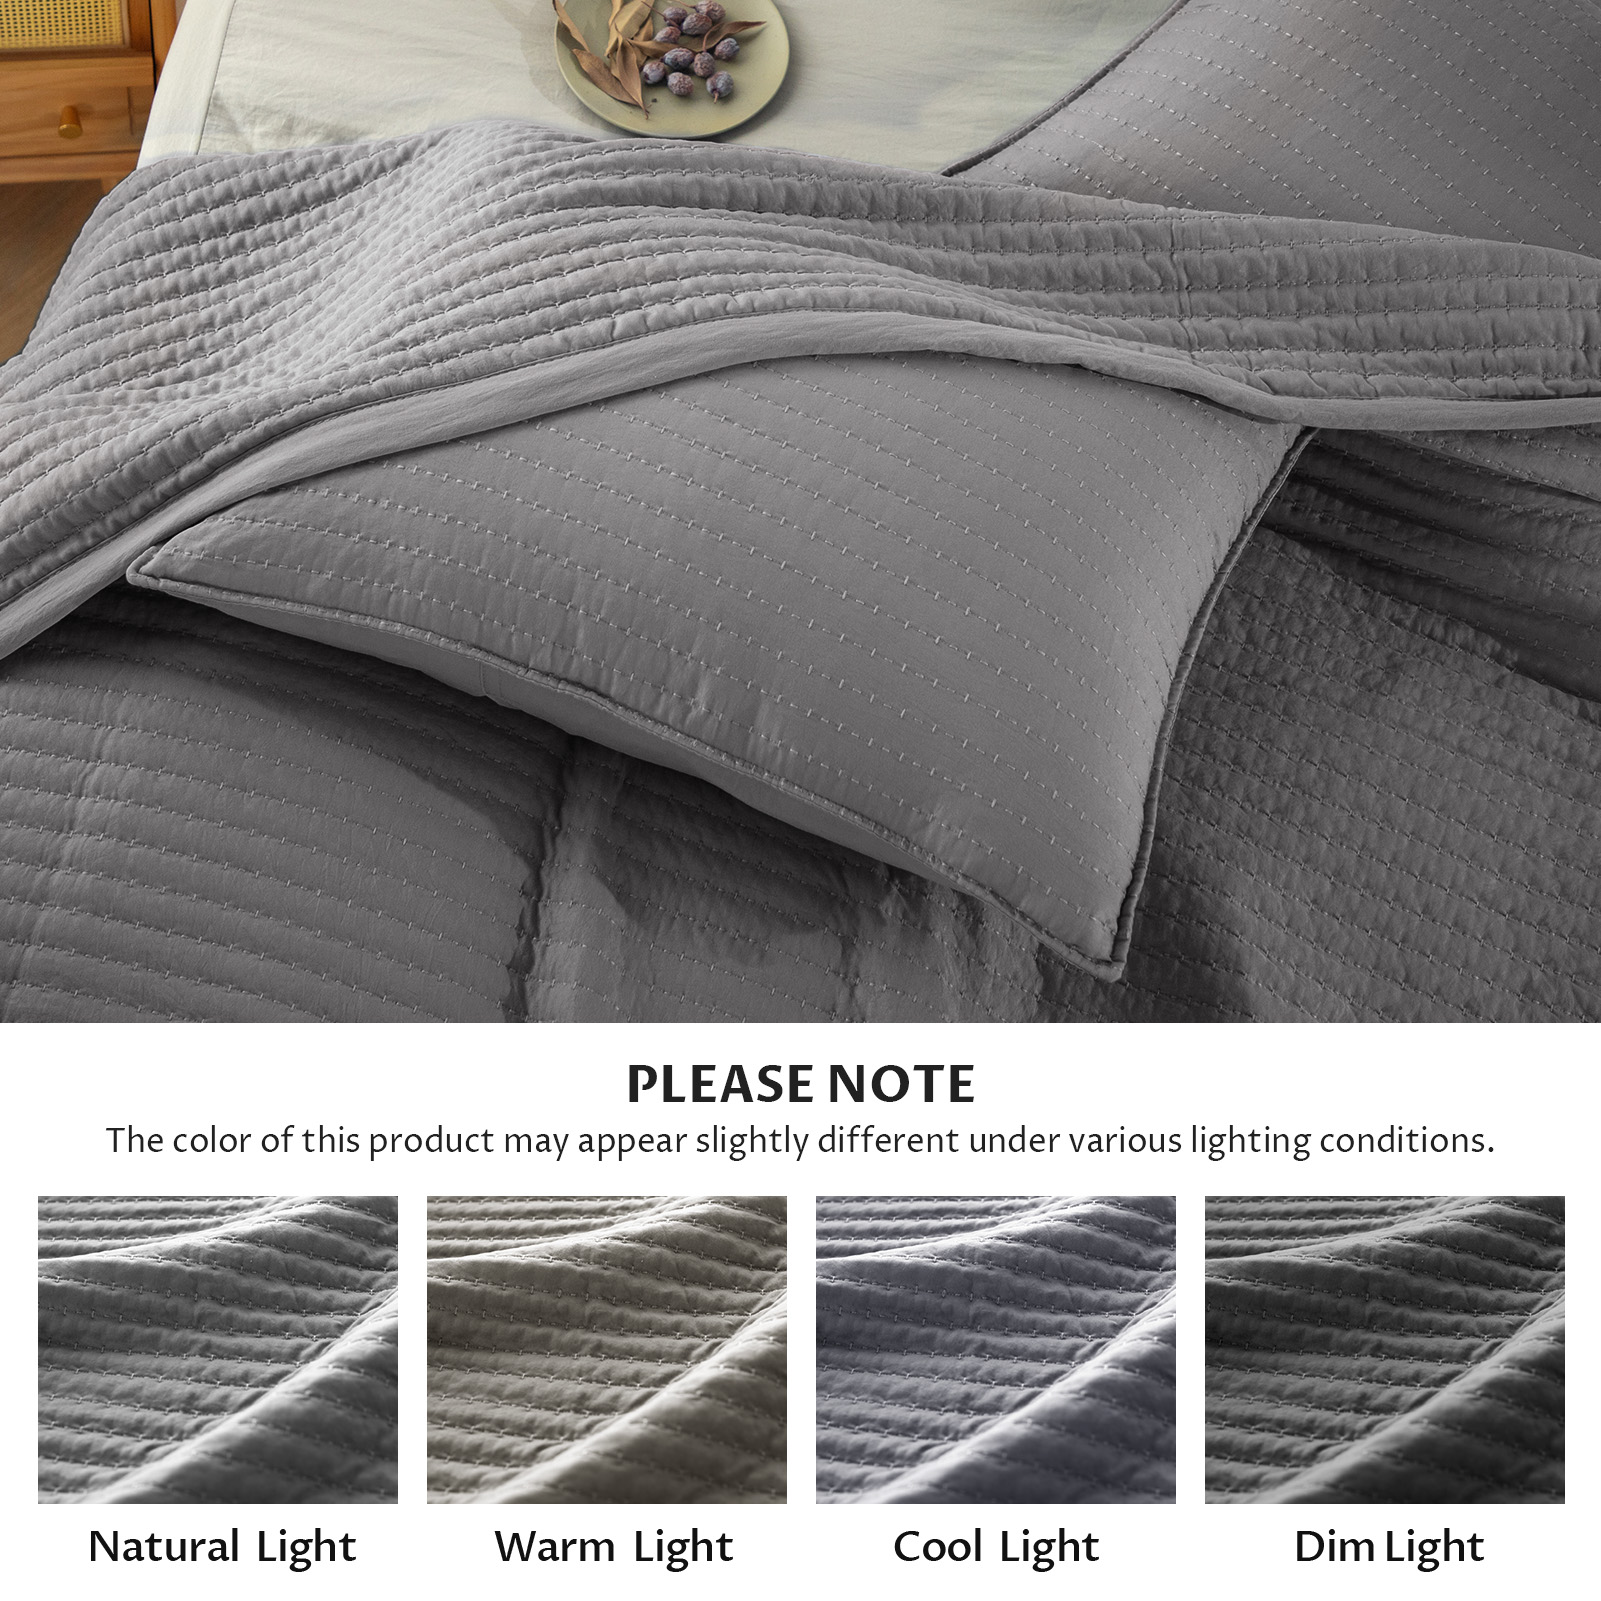 PLEASE NOTE
The color of this product may appear slightly different under various lighting conditions.
Natural Light
Warm Light
Cool Light
Dim Light